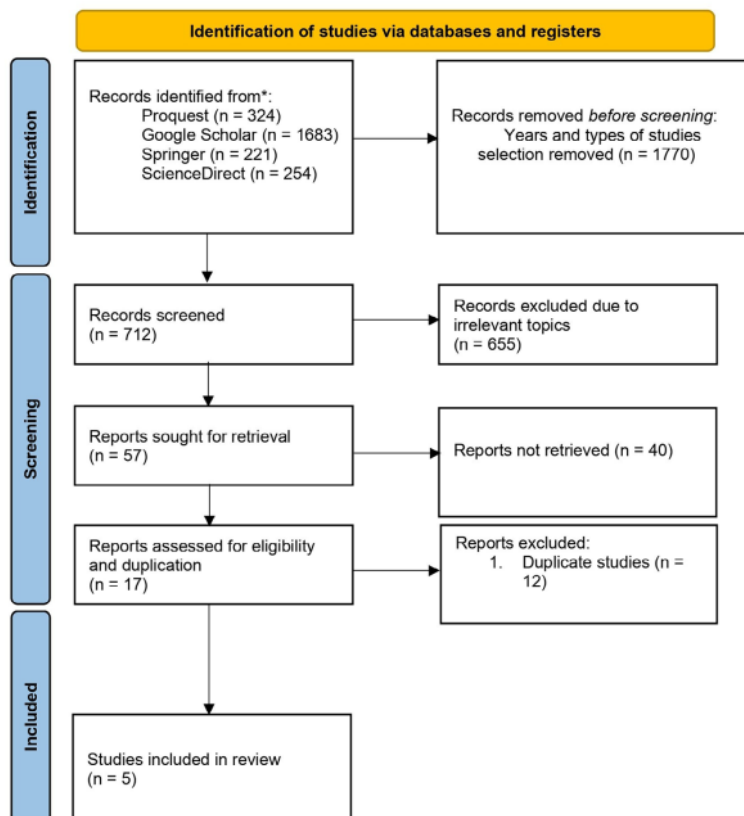 Identification of studies via databases and registers
Identification
Records identified from*:
Proquest (n = 324)
Google Scholar (n = 1683)
Springer (n = 221)
ScienceDirect (n = 254)
Records removed before screening:
Years and types of studies
selection removed (n = 1770)
Screening
Records screened
(n = 712)
Records excluded due to
irrelevant topics
(n = 655)
Reports sought for retrieval
(n = 57)
Reports not retrieved (n = 40)
Reports assessed for eligibility
and duplication
(n = 17)
Reports excluded:
1. Duplicate studies (n =
12)
Included
Studies included in review
(n = 5)